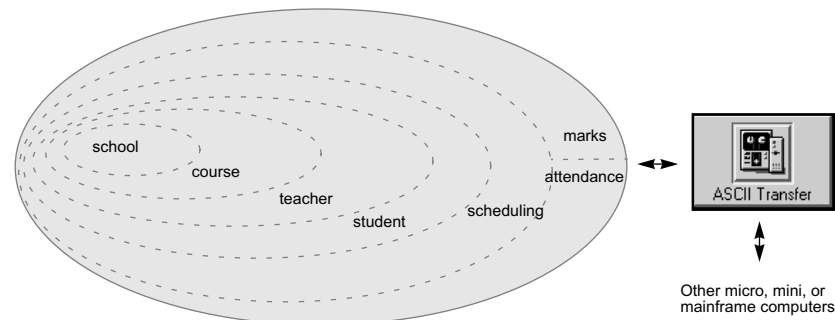 school
course
teacher
student
scheduling
marks
attendance
ASCII Transfer
Other micro, mini, or
mainframe computers